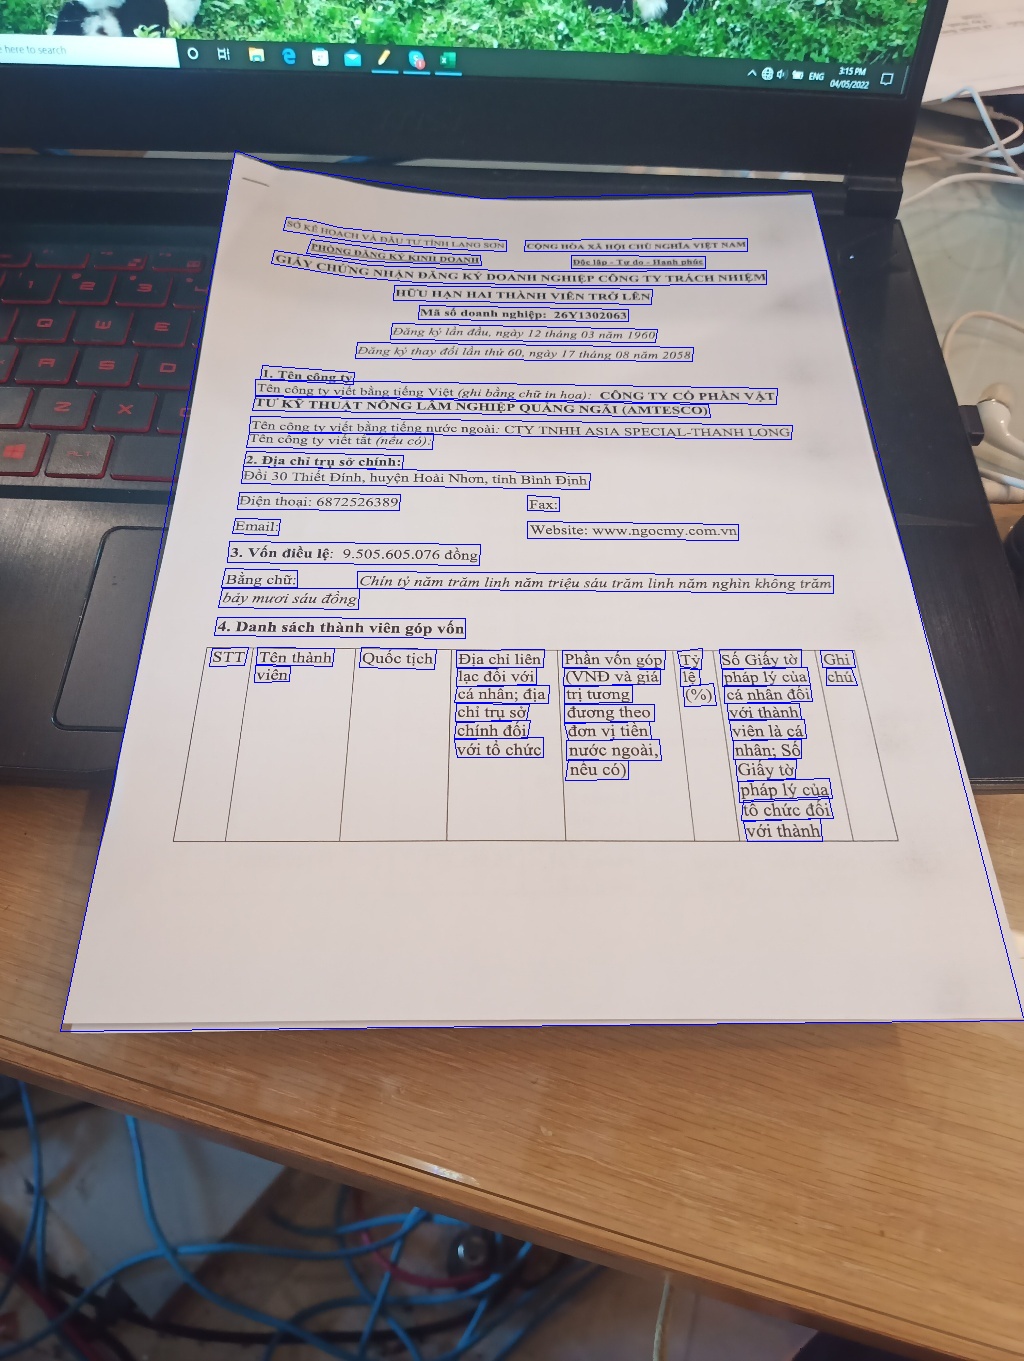 here to search
ENG
3:15 PM
04/05/2022
SỞ KẾ HOẠCH VÀ ĐẦU TƯ TỈNH LẠNG SƠN
CỘNG HÒA XÃ HỘI CHỦ NGHĨA VIỆT NAM
PHÒNG ĐĂNG KÝ KINH DOANH
Độc lập - Tự do - Hạnh phúc
GIẤY CHỨNG NHẬN ĐĂNG KÝ DOANH NGHIỆP CÔNG TY TRÁCH NHIỆM
HỮU HẠN HAI THÀNH VIÊN TRỞ LÊN
Mã số doanh nghiệp: 26Y1302063
Đăng ký lần đầu, ngày 12 tháng 03 năm 1960
Đăng ký thay đổi lần thứ 60, ngày 17 tháng 08 năm 2058
1. Tên công ty
Tên công ty viết bằng tiếng Việt (ghi bằng chữ in hoa): CÔNG TY CỔ PHẦN VẬT
TƯ KỸ THUẬT NÔNG LÂM NGHIỆP QUẢNG NGÃI (AMTESCO)
Tên công ty viết bằng tiếng nước ngoài: CTY TNHH ASIA SPECIAL-THANH LONG
Tên công ty viết tắt (nếu có):
2. Địa chỉ trụ sở chính:
Đồi 30 Thiết Đính, huyện Hoài Nhơn, tỉnh Bình Định
Điện thoại: 6872526389
Fax:
Email:
Website: www.ngocmy.com.vn
3. Vốn điều lệ: 9.505.605.076 đồng
Bằng chữ: Chín tỷ năm trăm linh năm triệu sáu trăm linh năm nghìn không trăm
bảy mươi sáu đồng
4. Danh sách thành viên góp vốn
STT
Tên thành
viên
Quốc tịch
Địa chỉ liên
lạc đối với
cá nhân; địa
chỉ trụ sở
chính đối
với tổ chức
Phần vốn góp
(VNĐ và giá
trị tương
đương theo
đơn vị tiền
nước ngoài,
nếu có)
Tỷ
lệ
(%)
Số Giấy tờ
pháp lý của
cá nhân đối
với thành
viên là cá
nhân; Số
Giấy tờ
pháp lý của
tổ chức đối
với thành
Ghi
chú